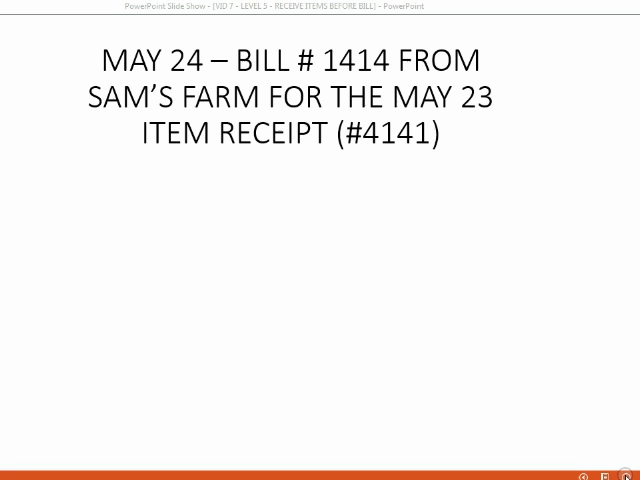 PowerPoint Slide Show - [VID 7 - LEVEL 5 - RECEIVE ITEMS BEFORE BILL] - PowerPoint
MAY 24 – BILL # 1414 FROM
SAM’S FARM FOR THE MAY 23
ITEM RECEIPT (#4141)